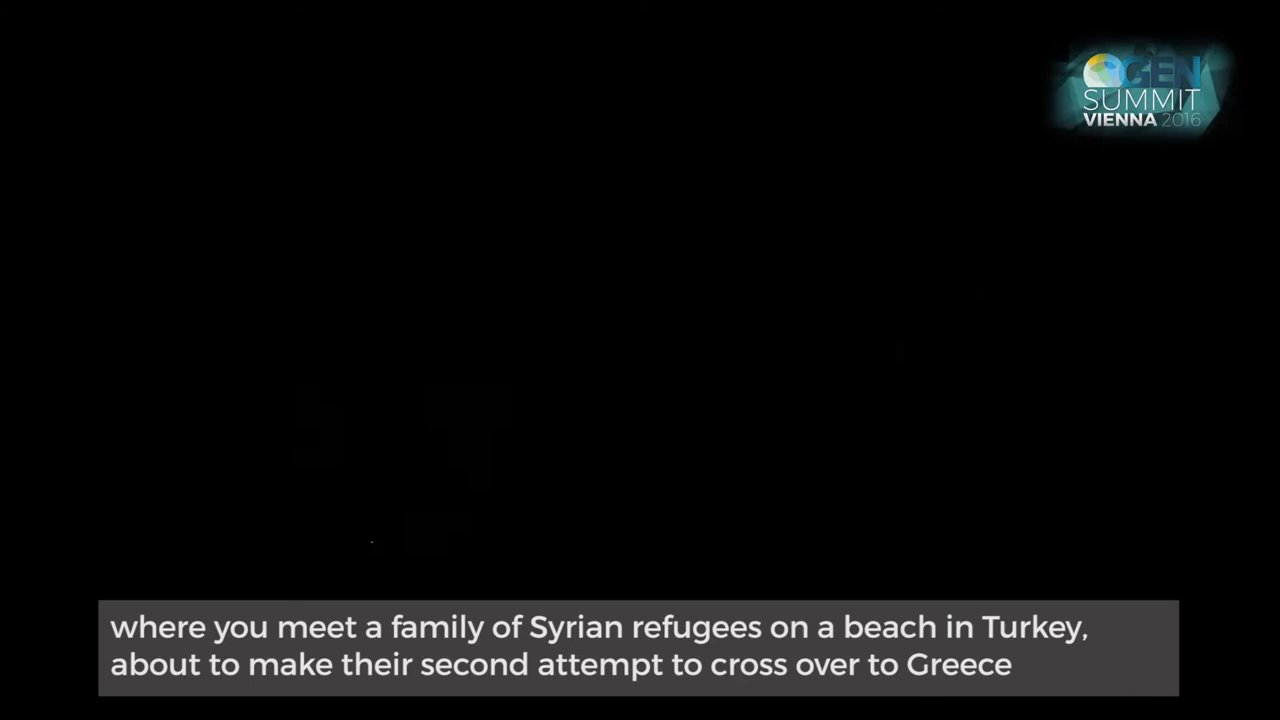 GEN
SUMMIT
VIENNA 2016
where you meet a family of Syrian refugees on a beach in Turkey,
about to make their second attempt to cross over to Greece